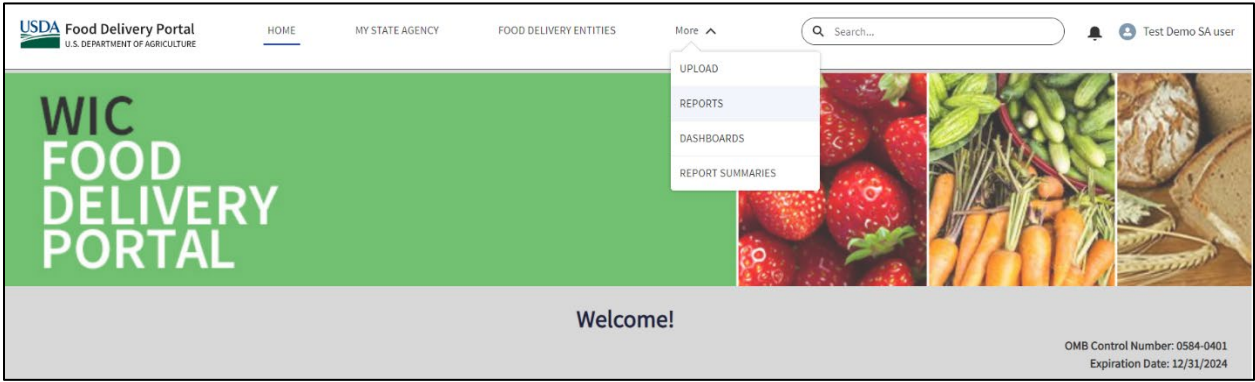 USDA Food Delivery Portal
U.S. DEPARTMENT OF AGRICULTURE
HOME
MY STATE AGENCY
FOOD DELIVERY ENTITIES
More
Search...
Test Demo SA user
UPLOAD
REPORTS
DASHBOARDS
REPORT SUMMARIES
WIC
FOOD
DELIVERY
PORTAL
Welcome!
OMB Control Number: 0584-0401
Expiration Date: 12/31/2024